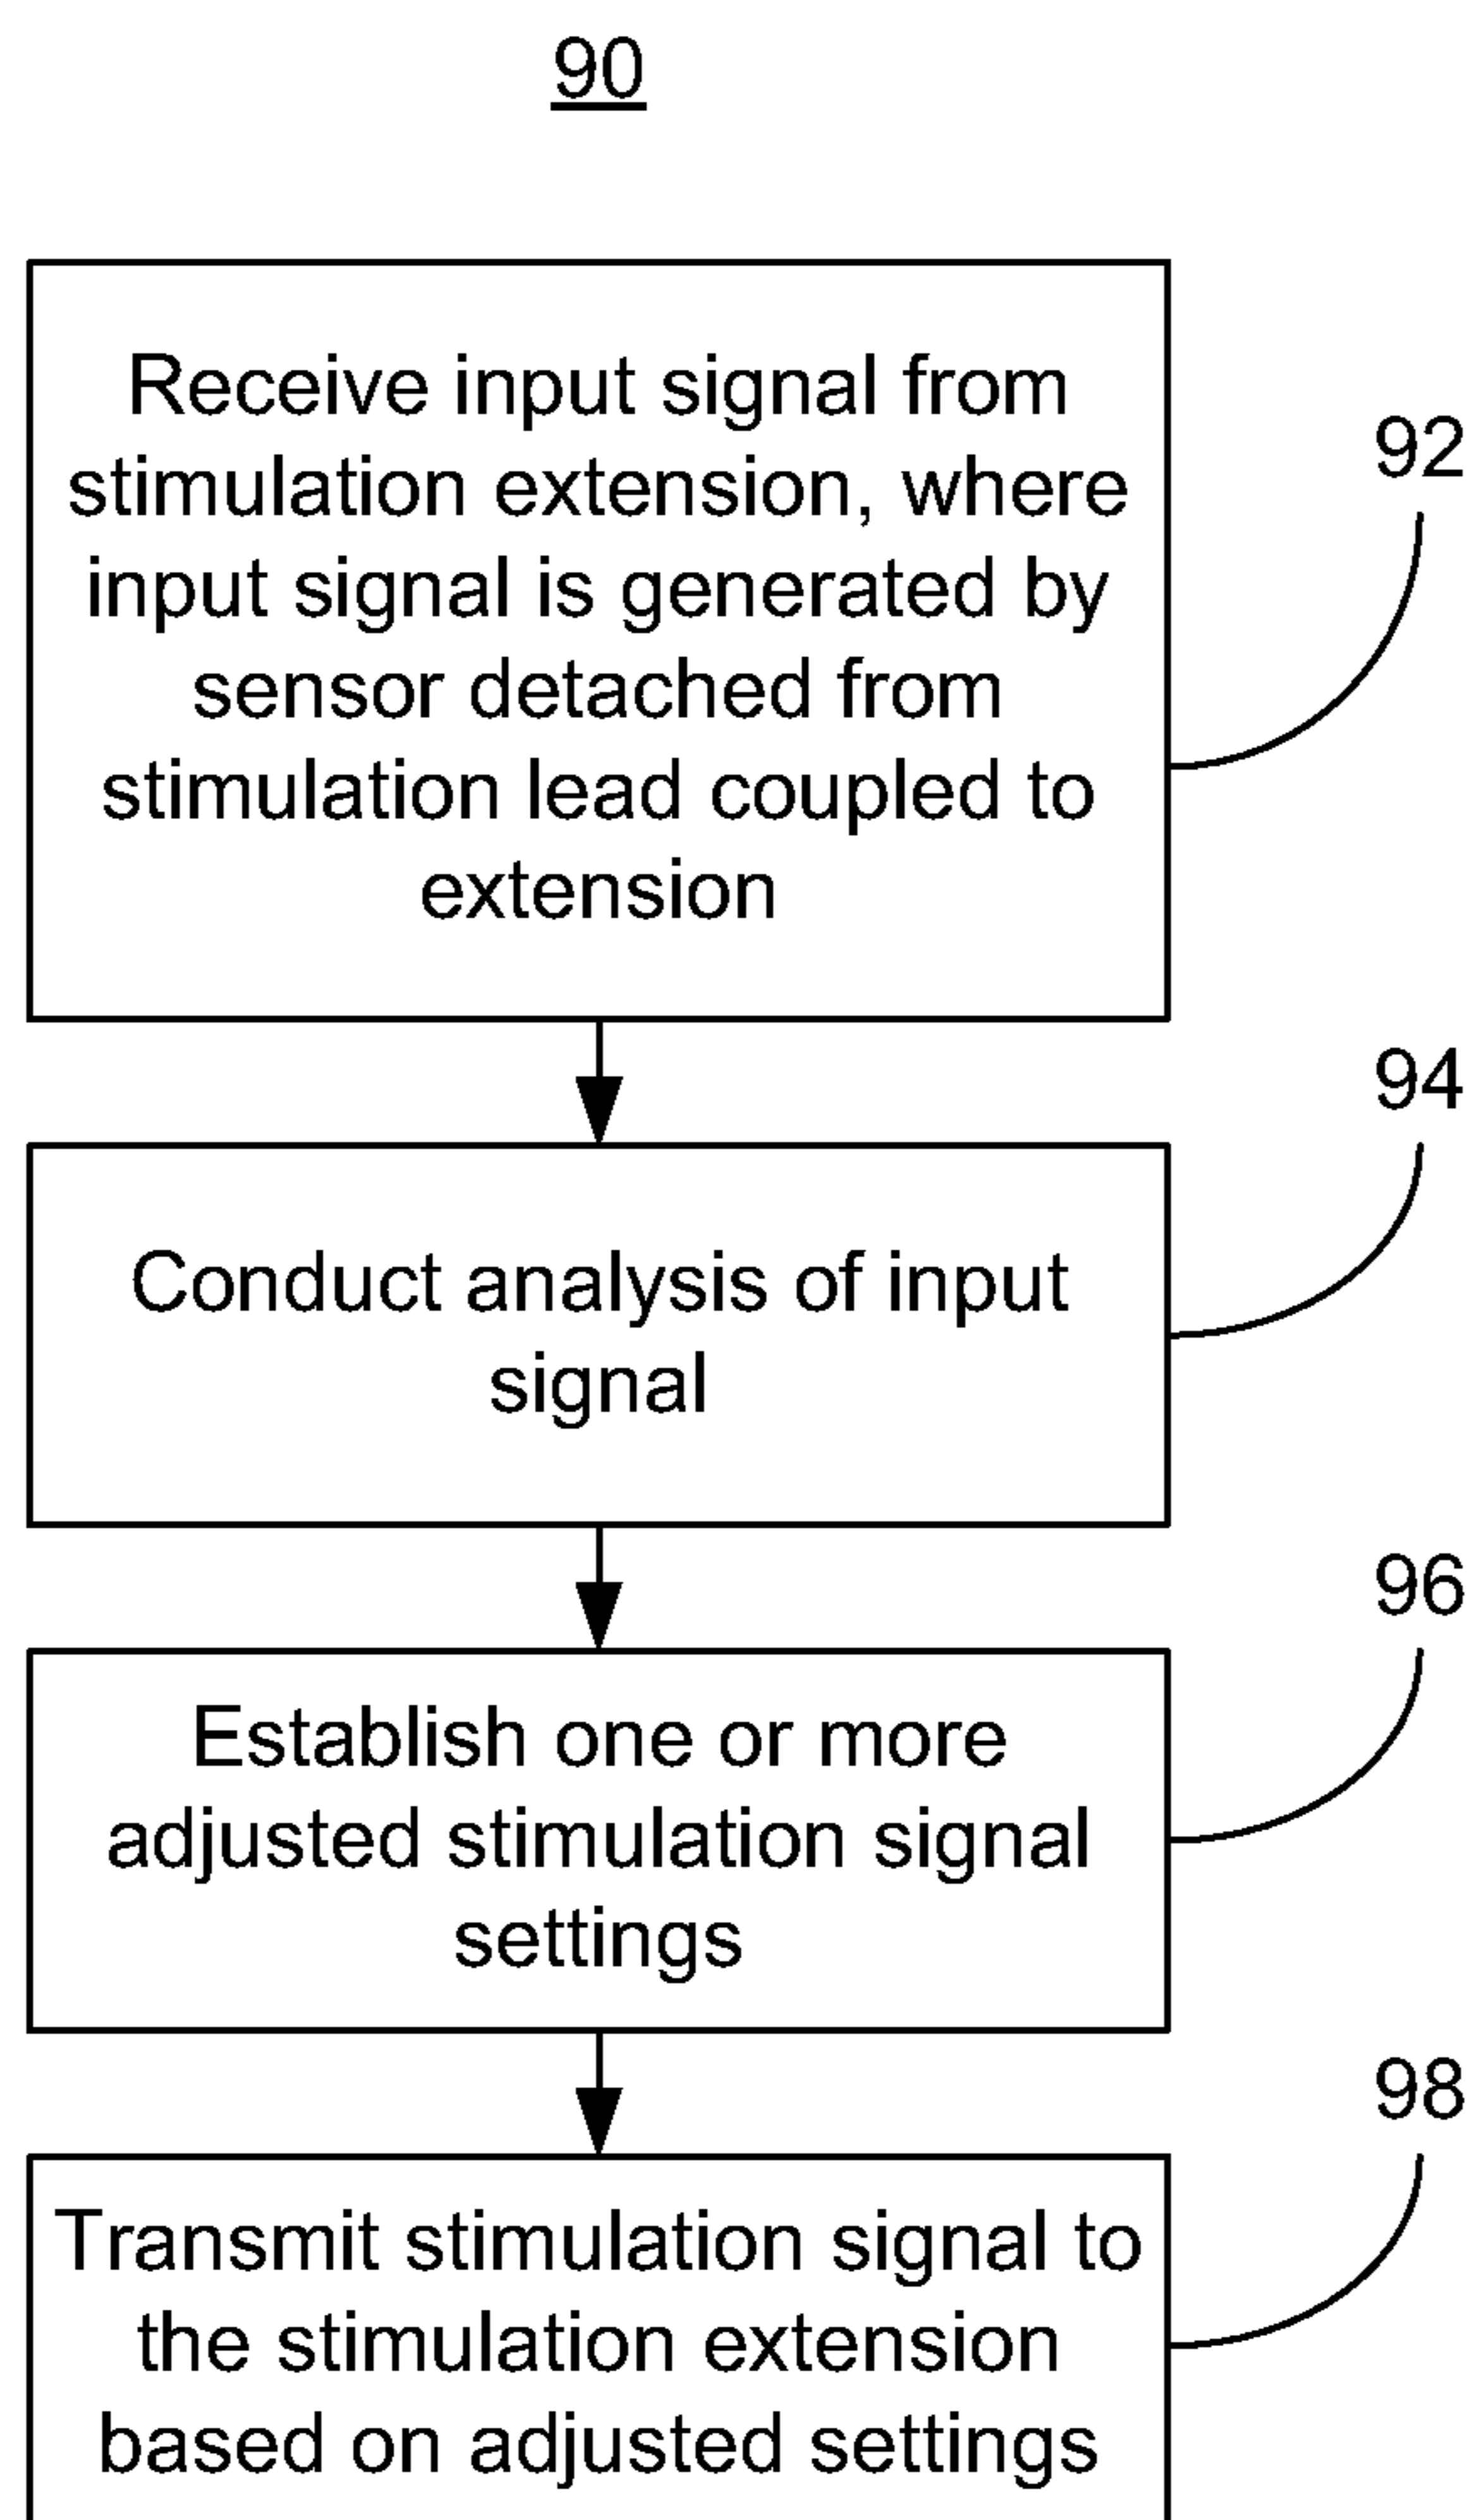 90
Receive input signal from
stimulation extension, where
input signal is generated by
sensor detached from
stimulation lead coupled to
extension
92
Conduct analysis of input
signal
94
Establish one or more
adjusted stimulation signal
settings
96
Transmit stimulation signal to
the stimulation extension
based on adjusted settings
98